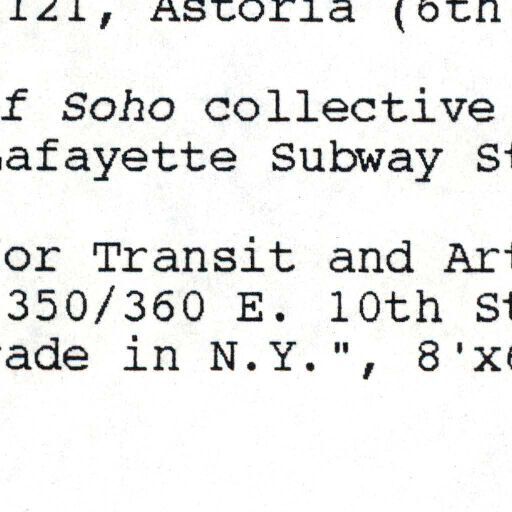 121, Astoria (6th
f Soho collective
afayette Subway St
or Transit and Art
350/360 E. 10th St
ade in N.Y.", 8'x6